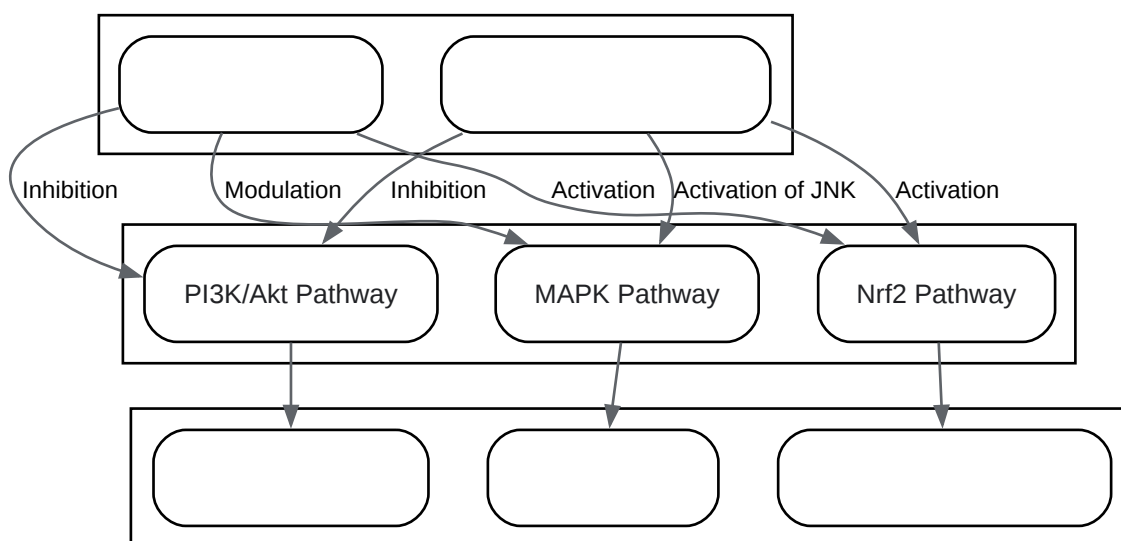 Inhibition
Modulation
Inhibition
Activation
Activation of JNK
Activation
PI3K/Akt Pathway
MAPK Pathway
Nrf2 Pathway